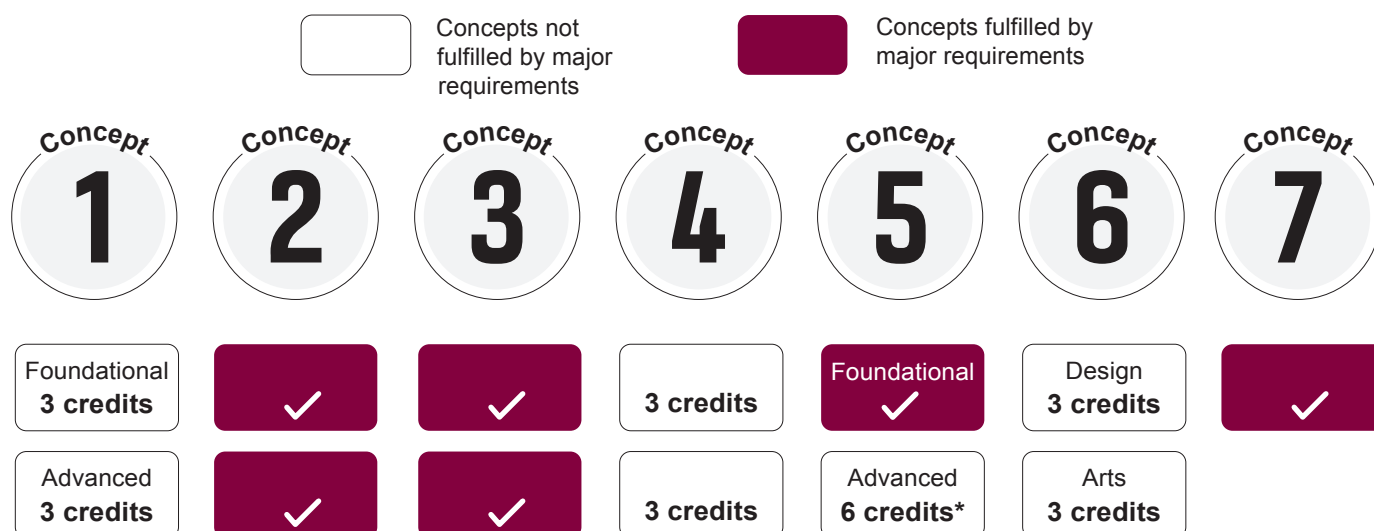 Concepts not
fulfilled by major
requirements
Concepts fulfilled by
major requirements
Concept
1
Concept
2
Concept
3
Concept
4
Concept
5
Concept
6
Concept
7
Foundational
3 credits
3 credits
Foundational
Design
3 credits
Advanced
3 credits
3 credits
Advanced
6 credits*
Arts
3 credits